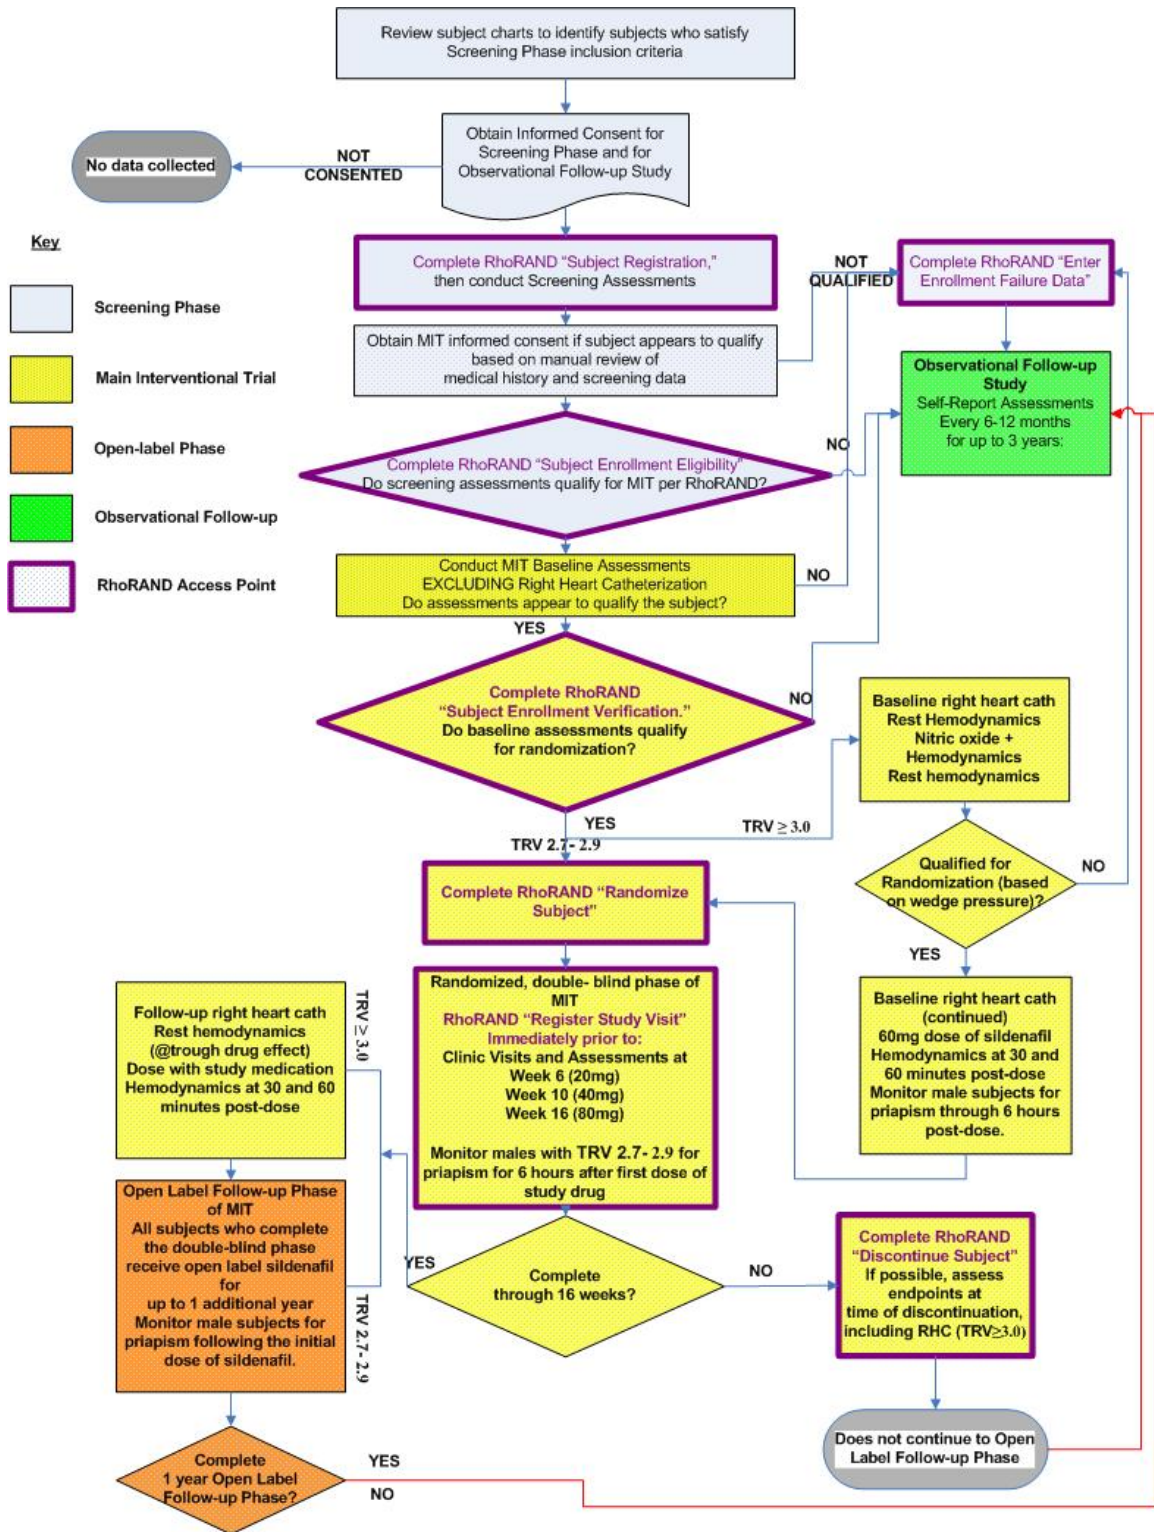 Review subject charts to identify subjects who satisfy
Screening Phase inclusion criteria
Obtain Informed Consent for
Screening Phase and for
Observational Follow-up Study
NOT
CONSENTED
No data collected
Key
Screening Phase
Main Interventional Trial
Open-label Phase
Observational Follow-up
RhoRAND Access Point
Complete RhoRAND “Subject Registration,”
then conduct Screening Assessments
NOT
QUALIFIED
Complete RhoRAND “Enter
Enrollment Failure Data”
Obtain MIT informed consent if subject appears to qualify
based on manual review of
medical history and screening data
Observational Follow-up
Study
Self-Report Assessments
Every 6-12 months
for up to 3 years:
Complete RhoRAND “Subject Enrollment Eligibility”
Do screening assessments qualify for MIT per RhoRAND?
NO
Conduct MIT Baseline Assessments
EXCLUDING Right Heart Catheterization
Do assessments appear to qualify the subject?
NO
YES
Complete RhoRAND
“Subject Enrollment Verification.”
Do baseline assessments qualify
for randomization?
NO
Baseline right heart cath
Rest Hemodynamics
Nitric oxide +
Hemodynamics
Rest hemodynamics
YES
TRV ≥ 3.0
TRV 2.7- 2.9
Qualified for
Randomization (based
on wedge pressure)?
NO
YES
Complete RhoRAND “Randomize
Subject”
Randomized, double- blind phase of
MIT
RhoRAND “Register Study Visit”
Immediately prior to:
Clinic Visits and Assessments at
Week 6 (20mg)
Week 10 (40mg)
Week 16 (80mg)
Monitor males with TRV 2.7- 2.9 for
priapism for 6 hours after first dose of
study drug
Baseline right heart cath
(continued)
60mg dose of sildenafil
Hemodynamics at 30 and
60 minutes post-dose
Monitor male subjects for
priapism through 6 hours
post-dose.
Follow-up right heart cath
Rest hemodynamics
(@trough drug effect)
Dose with study medication
Hemodynamics at 30 and 60
minutes post-dose
TRV ≥ 3.0
Open Label Follow-up Phase
of MIT
All subjects who complete
the double-blind phase
receive open label sildenafil
for
up to 1 additional year
Monitor male subjects for
priapism following the initial
dose of sildenafil.
TRV 2.7- 2.9
YES
Complete
through 16 weeks?
NO
Complete RhoRAND
“Discontinue Subject”
If possible, assess
endpoints at
time of discontinuation,
including RHC (TRV≥3.0)
Does not continue to Open
Label Follow-up Phase
Complete
1 year Open Label
Follow-up Phase?
YES
NO